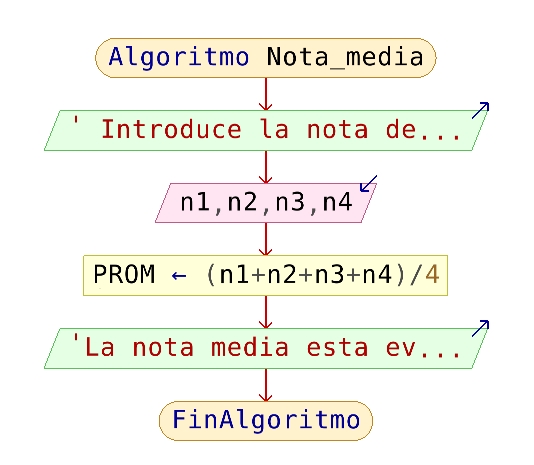 Algoritmo Nota_media
' Introduce la nota de...
n1,n2,n3,n4
PROM ← (n1+n2+n3+n4)/4
'La nota media esta ev...
FinAlgoritmo